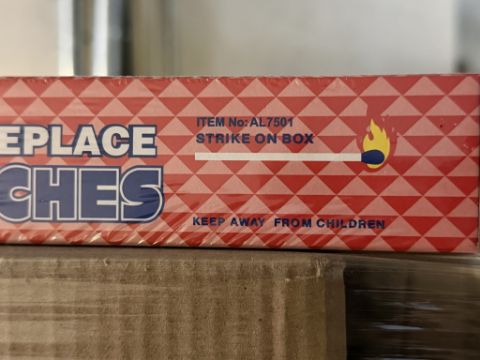 EPLACE
CHES
ITEM No: AL7501
STRIKE ON BOX
KEEP AWAY FROM CHILDREN